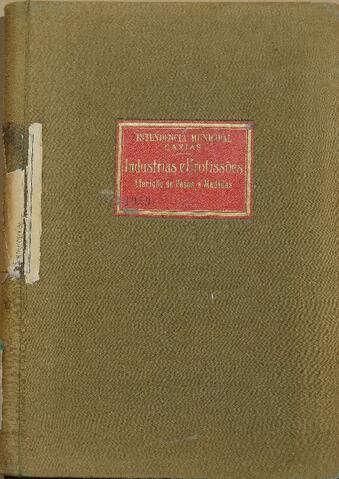 INTENDENCIA MUNICIPAL
CAXIAS
Industrias e Profissões
Aferição de Pesos e Medidas